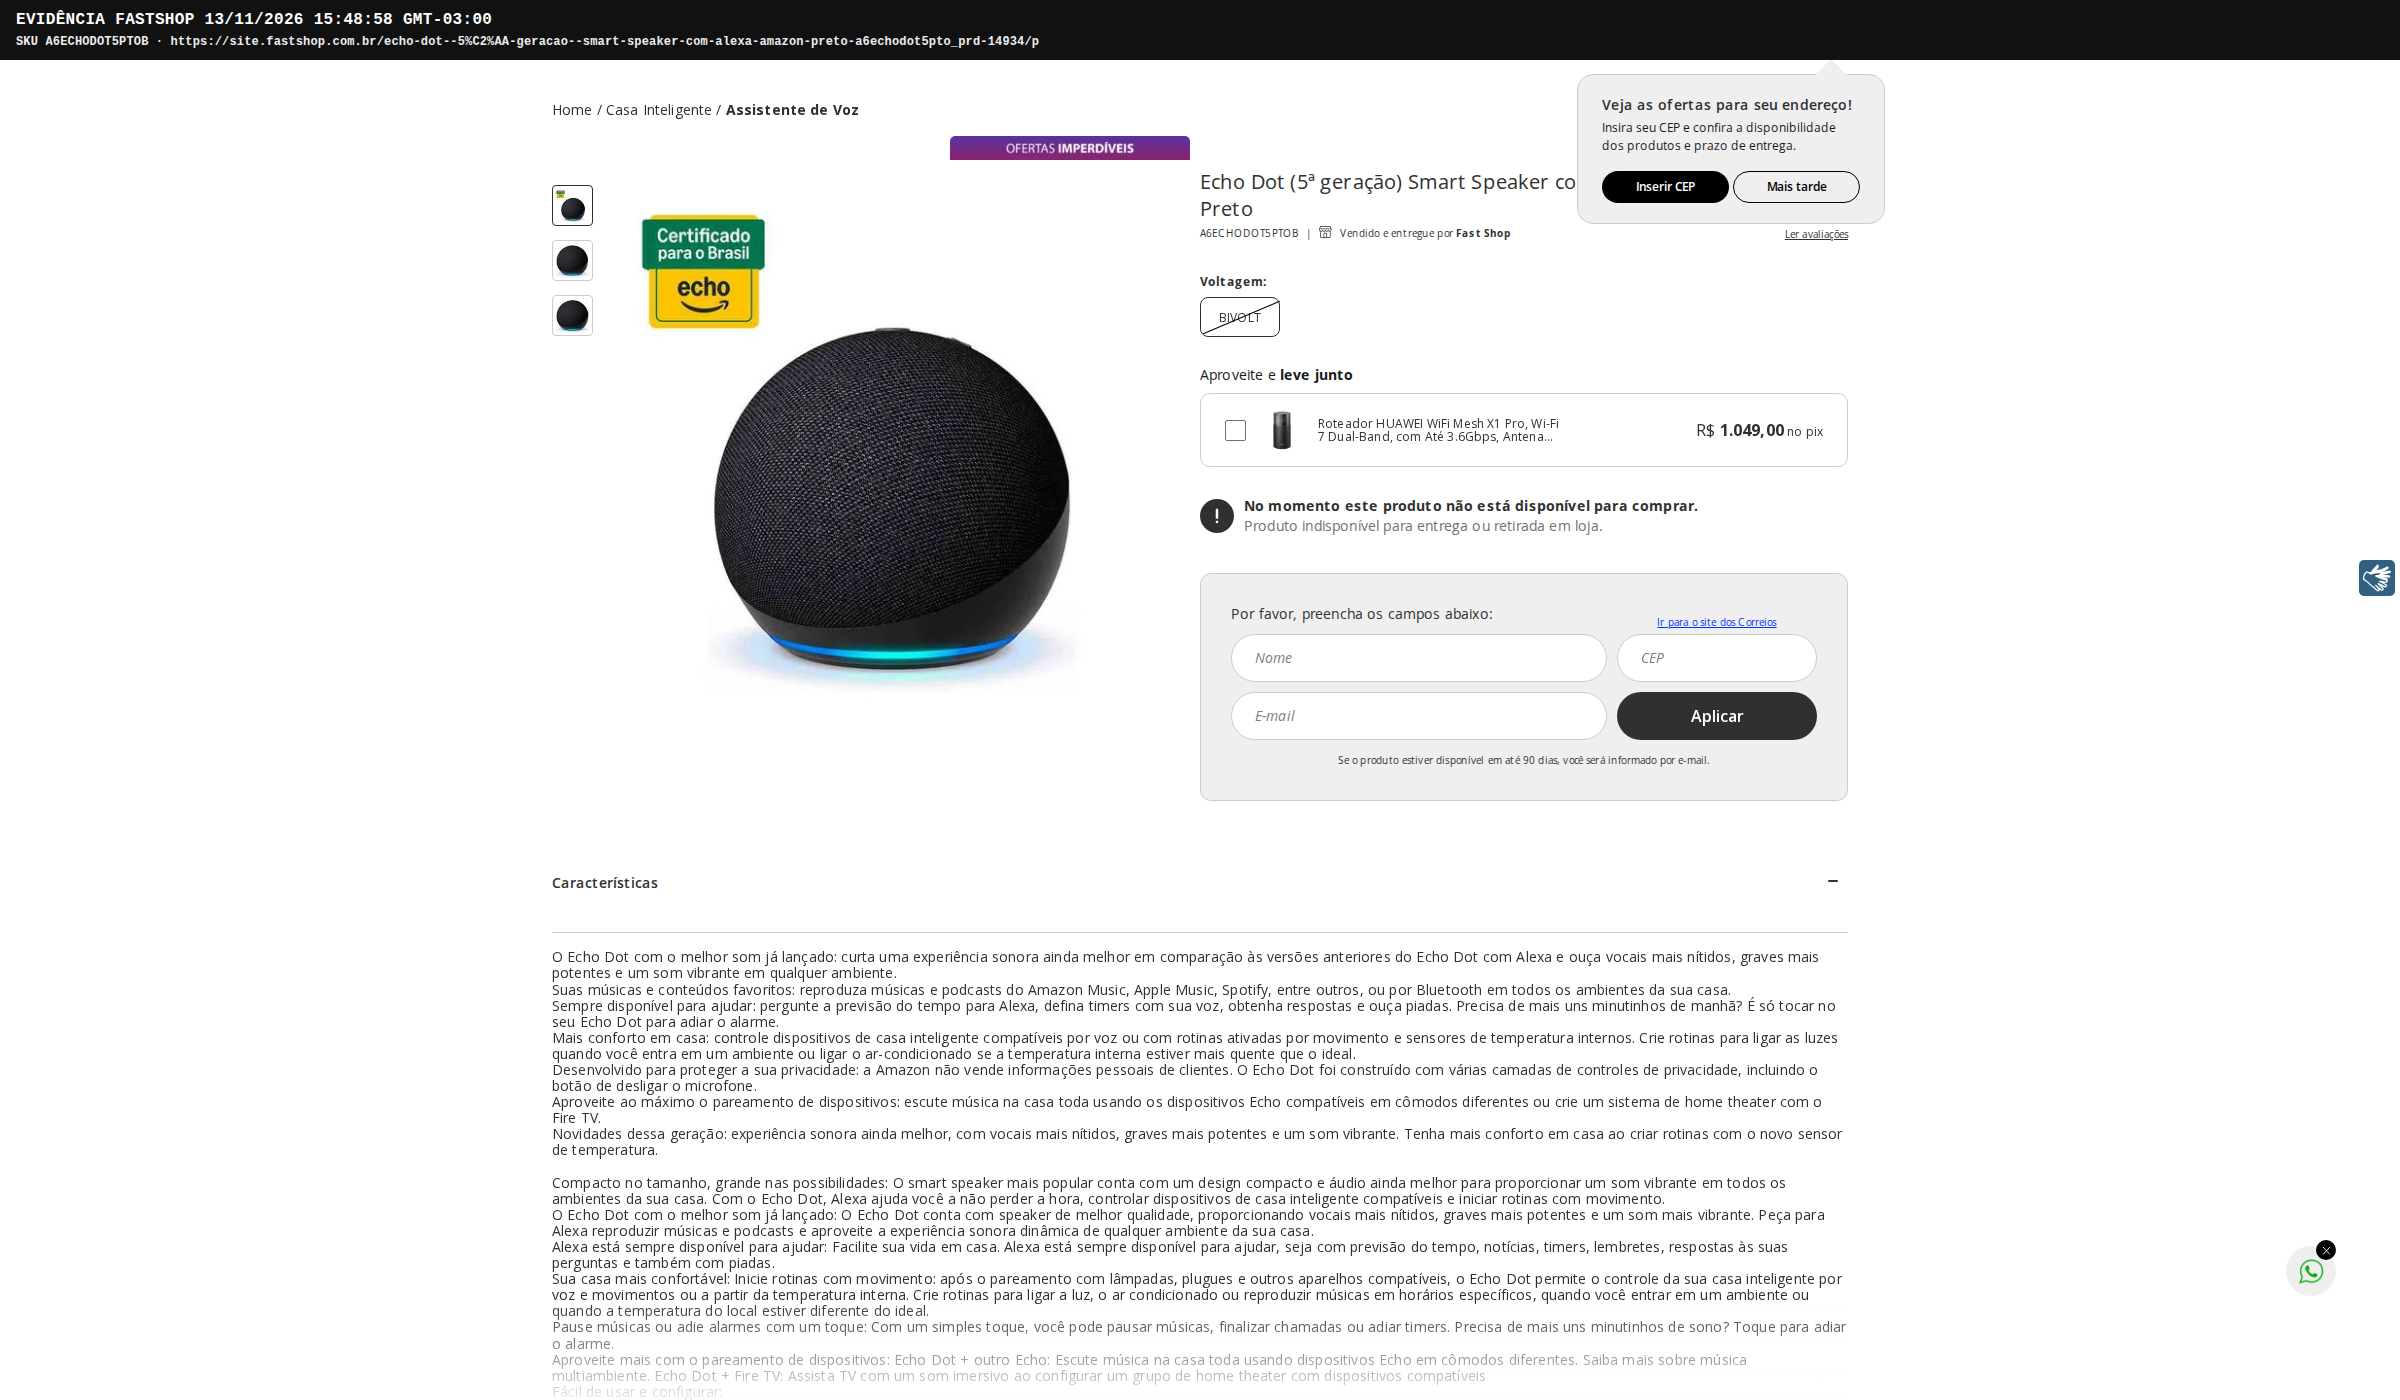 EVIDÊNCIA FASTSHOP 13/11/2026 15:48:58 GMT-03:00
SKU A6ECHODOT5PTOB · https://site.fastshop.com.br/echo-dot--5%C2%AA-geracao--smart-speaker-com-alexa-amazon-preto-a6echodot5pto_prd-14934/p
Home / Casa Inteligente / Assistente de Voz
Veja as ofertas para seu endereço!
Insira seu CEP e confira a disponibilidade
dos produtos e prazo de entrega.
Inserir CEP
Mais tarde
OFERTAS IMPERDÍVEIS
Certificado
para o Brasil
echo
Echo Dot (5ª geração) Smart Speaker co
Preto
A6ECHODOT5PTOB | Vendido e entregue por Fast Shop
Ler avaliações
Voltagem:
BIVOLT
Aproveite e leve junto
Roteador HUAWEI WiFi Mesh X1 Pro, Wi-Fi
7 Dual-Band, com Até 3.6Gbps, Antena...
R$ 1.049,00 no pix
No momento este produto não está disponível para comprar.
Produto indisponível para entrega ou retirada em loja.
Por favor, preencha os campos abaixo:
Ir para o site dos Correios
Nome
CEP
E-mail
Aplicar
Se o produto estiver disponível em até 90 dias, você será informado por e-mail.
Características
O Echo Dot com o melhor som já lançado: curta uma experiência sonora ainda melhor em comparação às versões anteriores do Echo Dot com Alexa e ouça vocais mais nítidos, graves mais
potentes e um som vibrante em qualquer ambiente.
Suas músicas e conteúdos favoritos: reproduza músicas e podcasts do Amazon Music, Apple Music, Spotify, entre outros, ou por Bluetooth em todos os ambientes da sua casa.
Sempre disponível para ajudar: pergunte a previsão do tempo para Alexa, defina timers com sua voz, obtenha respostas e ouça piadas. Precisa de mais uns minutinhos de manhã? É só tocar no
seu Echo Dot para adiar o alarme.
Mais conforto em casa: controle dispositivos de casa inteligente compatíveis por voz ou com rotinas ativadas por movimento e sensores de temperatura internos. Crie rotinas para ligar as luzes
quando você entra em um ambiente ou ligar o ar-condicionado se a temperatura interna estiver mais quente que o ideal.
Desenvolvido para proteger a sua privacidade: a Amazon não vende informações pessoais de clientes. O Echo Dot foi construído com várias camadas de controles de privacidade, incluindo o
botão de desligar o microfone.
Aproveite ao máximo o pareamento de dispositivos: escute música na casa toda usando os dispositivos Echo compatíveis em cômodos diferentes ou crie um sistema de home theater com o
Fire TV.
Novidades dessa geração: experiência sonora ainda melhor, com vocais mais nítidos, graves mais potentes e um som vibrante. Tenha mais conforto em casa ao criar rotinas com o novo sensor
de temperatura.
Compacto no tamanho, grande nas possibilidades: O smart speaker mais popular conta com um design compacto e áudio ainda melhor para proporcionar um som vibrante em todos os
ambientes da sua casa. Com o Echo Dot, Alexa ajuda você a não perder a hora, controlar dispositivos de casa inteligente compatíveis e iniciar rotinas com movimento.
O Echo Dot com o melhor som já lançado: O Echo Dot conta com speaker de melhor qualidade, proporcionando vocais mais nítidos, graves mais potentes e um som mais vibrante. Peça para
Alexa reproduzir músicas e podcasts e aproveite a experiência sonora dinâmica de qualquer ambiente da sua casa.
Alexa está sempre disponível para ajudar: Facilite sua vida em casa. Alexa está sempre disponível para ajudar, seja com previsão do tempo, notícias, timers, lembretes, respostas às suas
perguntas e também com piadas.
Sua casa mais confortável: Inicie rotinas com movimento: após o pareamento com lâmpadas, plugues e outros aparelhos compatíveis, o Echo Dot permite o controle da sua casa inteligente por
voz e movimentos ou a partir da temperatura interna. Crie rotinas para ligar a luz, o ar condicionado ou reproduzir músicas em horários específicos, quando você entrar em um ambiente ou
quando a temperatura do local estiver diferente do ideal.
Pause músicas ou adie alarmes com um toque: Com um simples toque, você pode pausar músicas, finalizar chamadas ou adiar timers. Precisa de mais uns minutinhos de sono? Toque para adiar
o alarme.
Aproveite mais com o pareamento de dispositivos: Echo Dot + outro Echo: Escute música na casa toda usando dispositivos Echo em cômodos diferentes. Saiba mais sobre música
multiambiente. Echo Dot + Fire TV: Assista TV com um som imersivo ao configurar um grupo de home theater com dispositivos compatíveis
Fácil de usar e configurar: